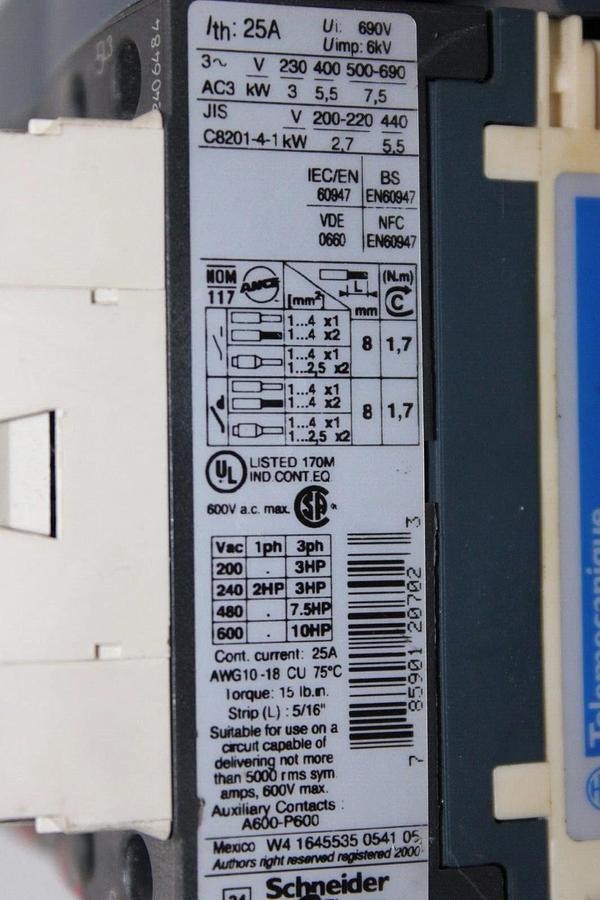 2406484
Ith: 25A Ui: 690V
Uimp: 6kV
3~ V 230 400 500-690
AC3 kW 3 5,5 7,5
JIS V 200-220 440
C8201-4-1 kW 2,7 5,5
IEC/EN BS
60947 EN60947
VDE NFC
0660 EN60947
NOM ANCE (N.m)
117 [mm²] L mm C
1...4 x1
1...4 x2
8 1,7
1...4 x1
1...2,5 x2
1...4 x1
1...4 x2
8 1,7
1...4 x1
1...2,5 x2
UL LISTED 170M
IND.CONT.EQ.
600V a.c. max. SA
Vac 1ph 3ph
200 . 3HP
240 2HP 3HP
480 . 7.5HP
600 . 10HP
Cont. current: 25A
AWG10-18 CU 75°C
Torque: 15 lb.in.
Strip (L) : 5/16"
Suitable for use on a
circuit capable of
delivering not more
than 5000 rms sym
amps, 600V max.
Auxiliary Contacts :
A600-P600
7 85901 20702 3
Mexico W4 1645535 0541 05
Authors right reserved registered 2000
24 Schneider
Telemecanique